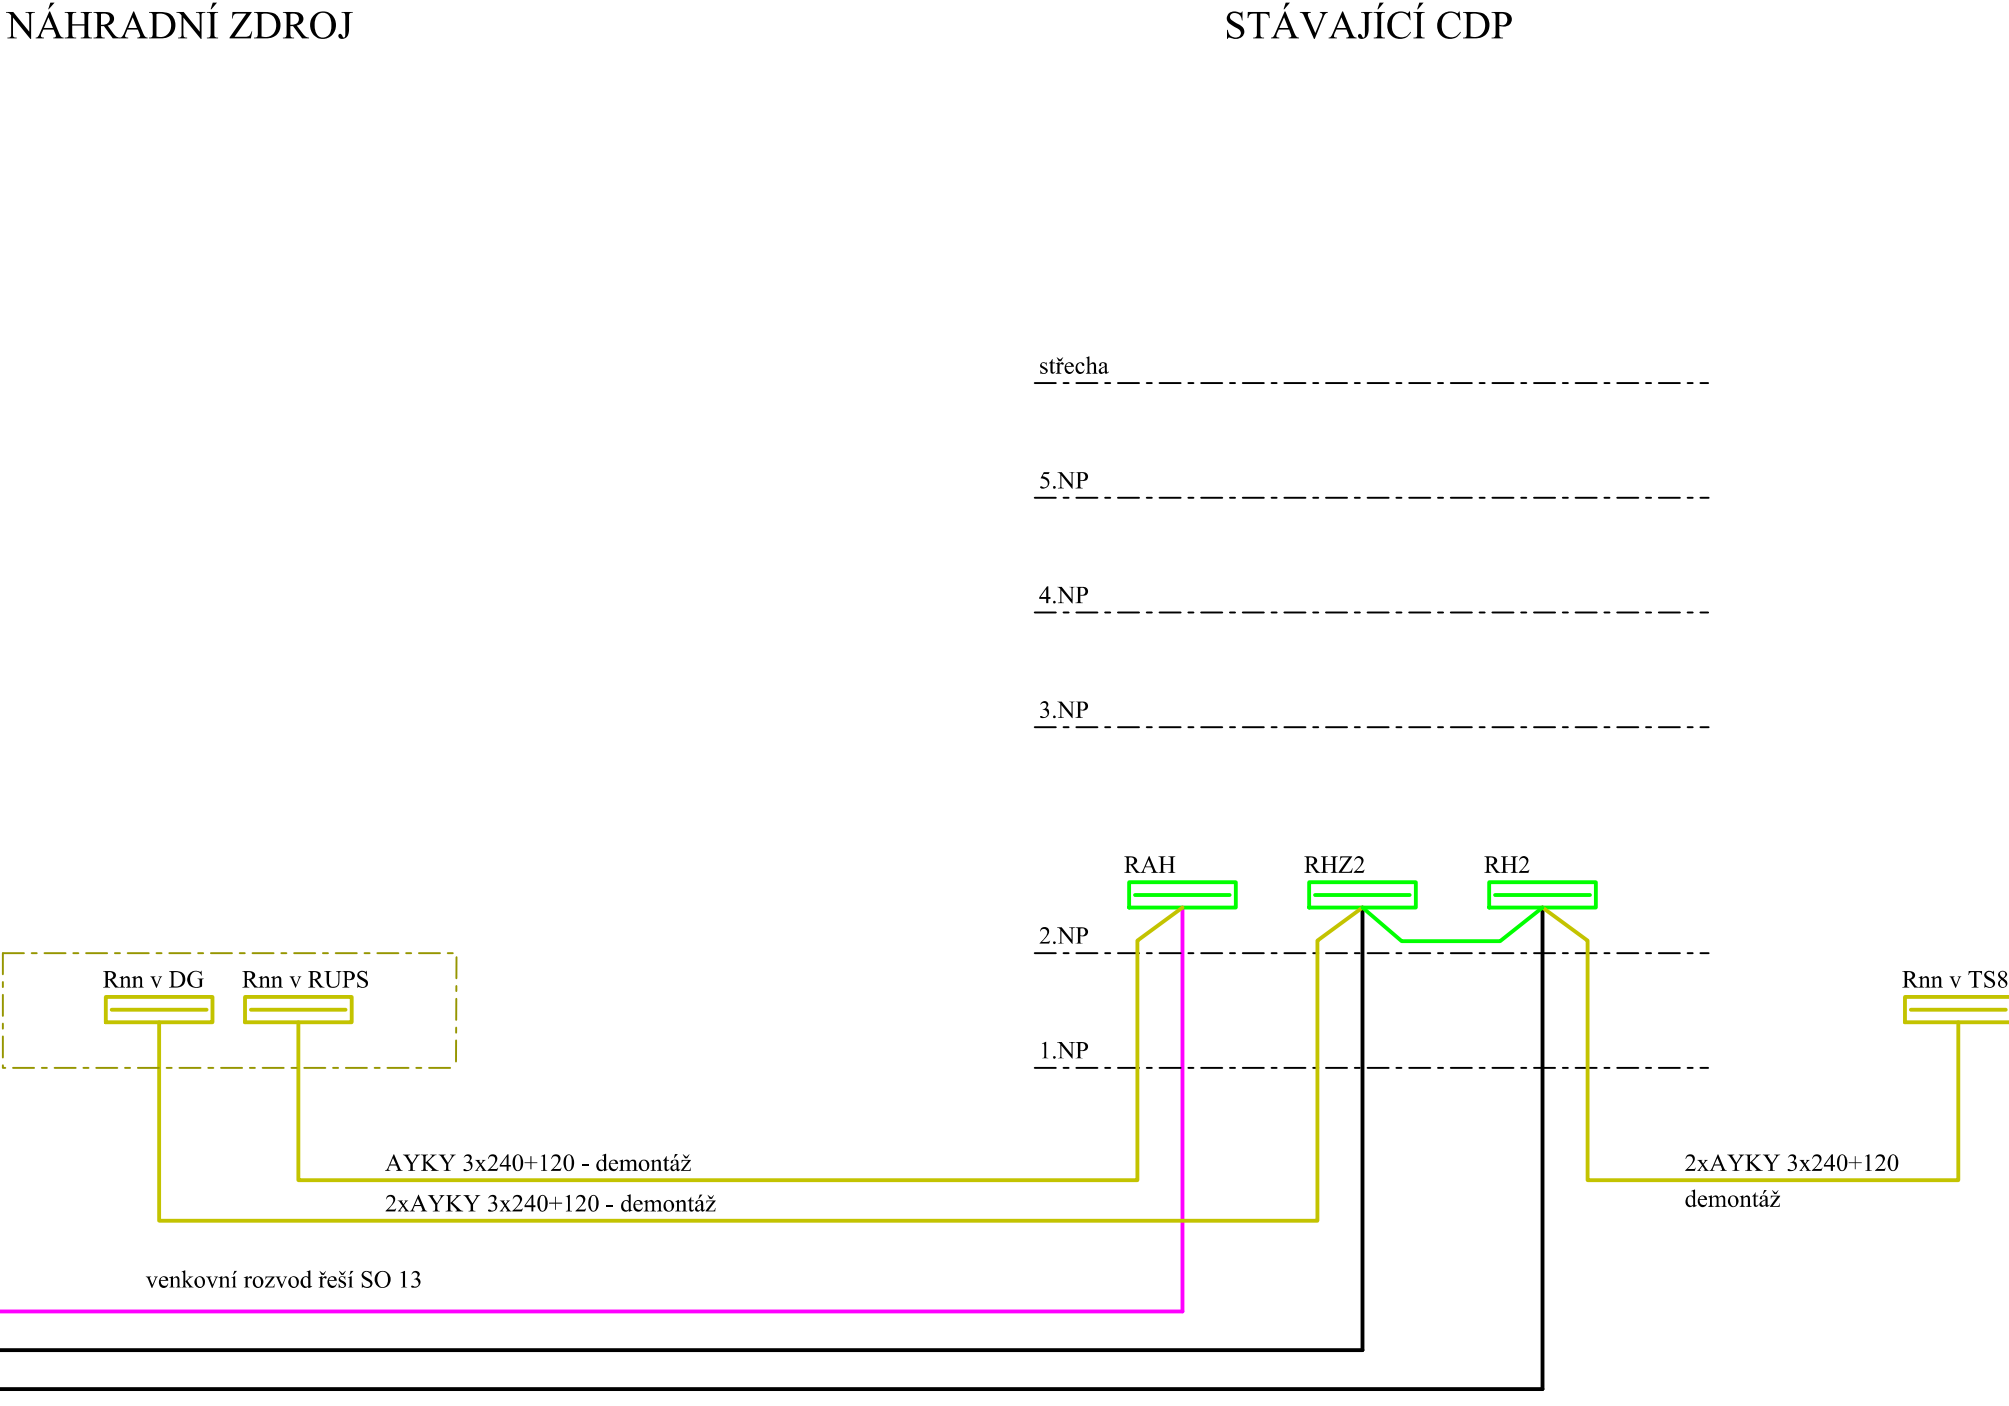 NÁHRADNÍ ZDROJ
STÁVAJÍCÍ CDP
střecha
5.NP
4.NP
3.NP
RAH
RHZ2
RH2
2.NP
Rnn v DG
Rnn v RUPS
Rnn v TS8
1.NP
AYKY 3x240+120 - demontáž
2xAYKY 3x240+120
2xAYKY 3x240+120 - demontáž
demontáž
venkovní rozvod řeší SO 13